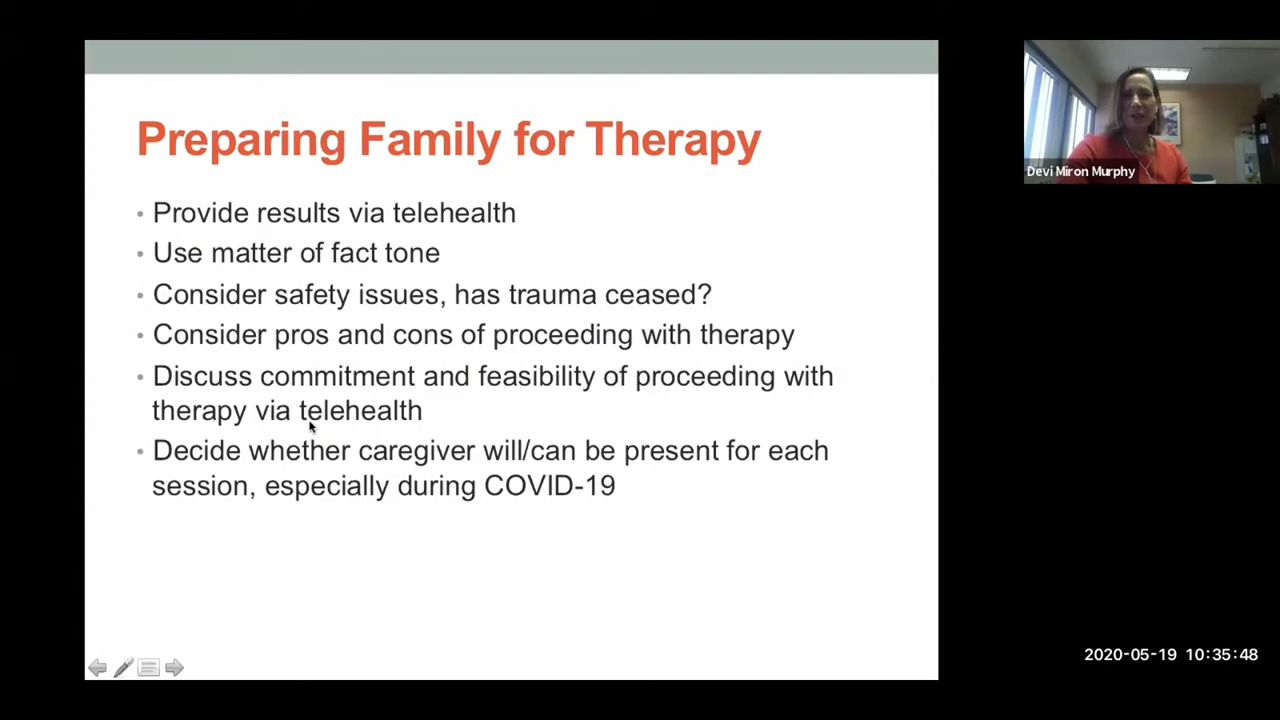 Preparing Family for Therapy
• Provide results via telehealth
• Use matter of fact tone
• Consider safety issues, has trauma ceased?
• Consider pros and cons of proceeding with therapy
• Discuss commitment and feasibility of proceeding with
therapy via telehealth
• Decide whether caregiver will/can be present for each
session, especially during COVID-19
Devi Miron Murphy
2020-05-19 10:35:48